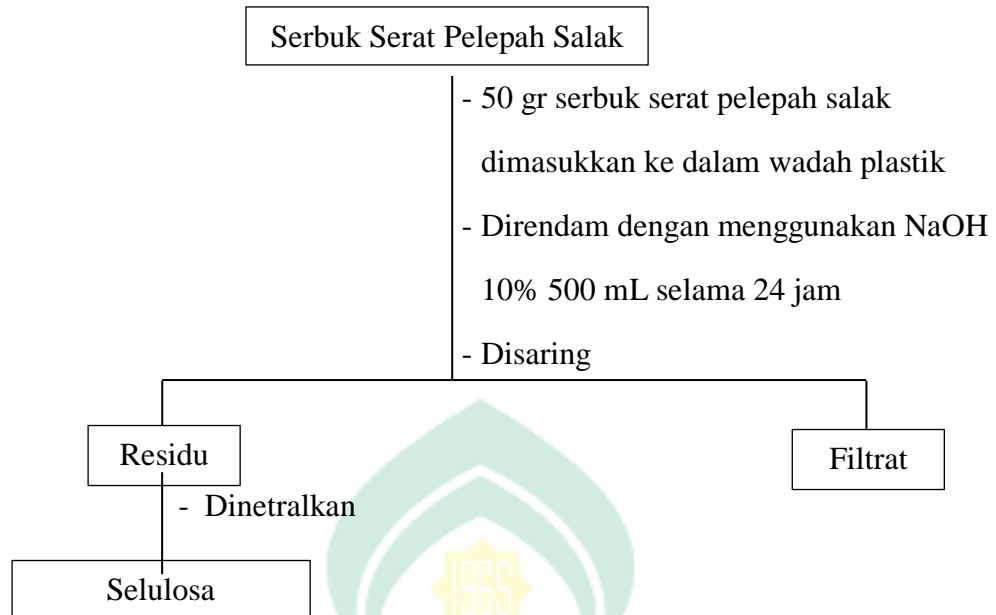 Serbuk Serat Pelepah Salak
- 50 gr serbuk serat pelepah salak
dimasukkan ke dalam wadah plastik
- Direndam dengan menggunakan NaOH
10% 500 mL selama 24 jam
- Disaring
Residu
Filtrat
- Dinetralkan
Selulosa
1965